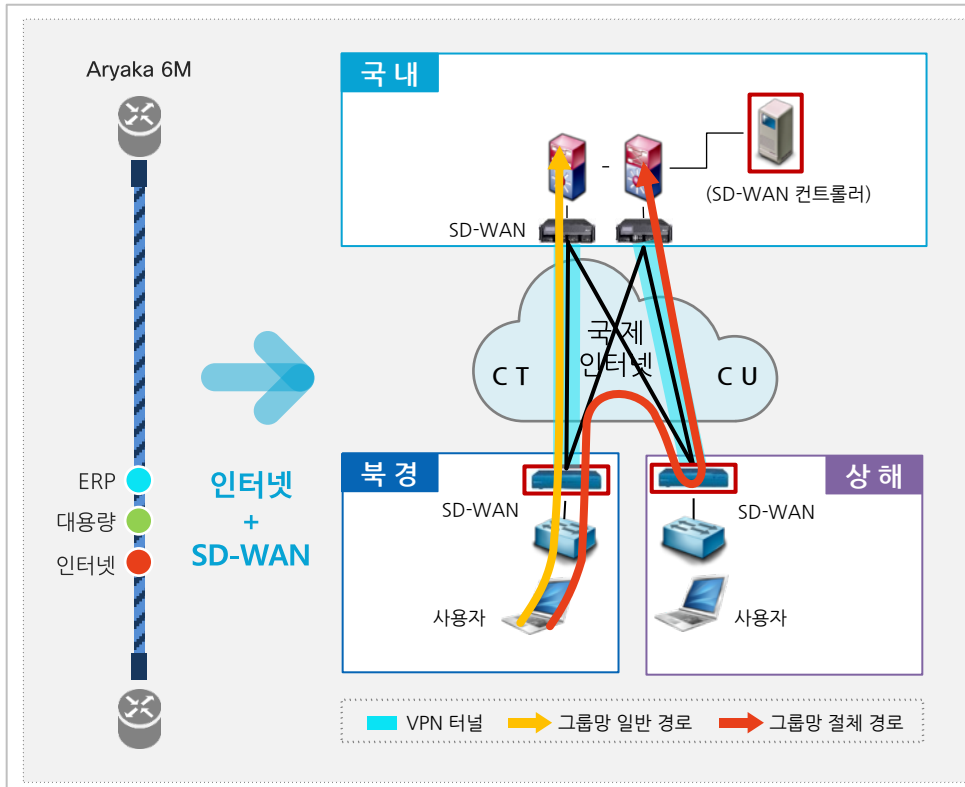 Aryaka 6M
국 내
(SD-WAN 컨트롤러)
SD-WAN
국 제
인터넷
C T
C U
ERP
대용량
인터넷
인터넷
+
SD-WAN
북 경
SD-WAN
사용자
상 해
SD-WAN
사용자
VPN 터널
그룹망 일반 경로
그룹망 절체 경로